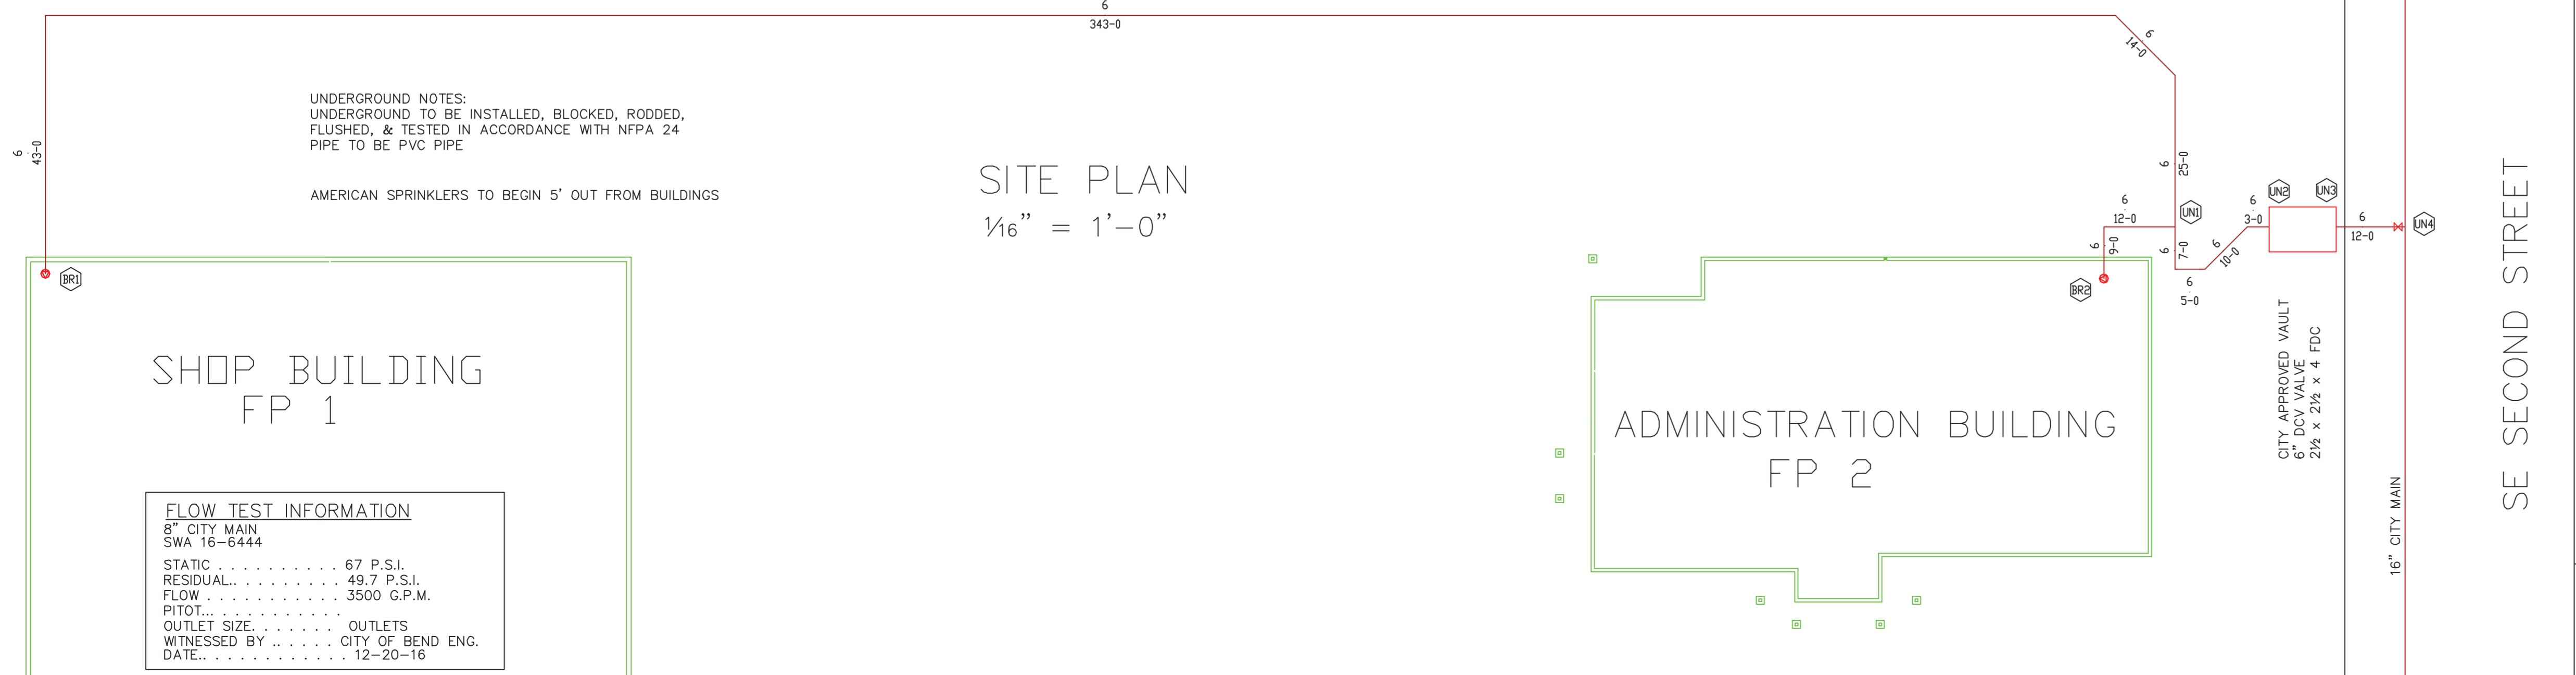 6
343-0
6
14-0
6
43-0
UNDERGROUND NOTES:
UNDERGROUND TO BE INSTALLED, BLOCKED, RODDED,
FLUSHED, & TESTED IN ACCORDANCE WITH NFPA 24
PIPE TO BE PVC PIPE
AMERICAN SPRINKLERS TO BEGIN 5' OUT FROM BUILDINGS
SITE PLAN
1/16" = 1'-0"
6
25-0
6
12-0
UN1
6
9-0
6
7-0
6
5-0
6
10-0
6
3-0
UN2
UN3
6
12-0
UN4
BR1
BR2
SHOP BUILDING
FP 1
ADMINISTRATION BUILDING
FP 2
CITY APPROVED VAULT
6" DCV VALVE
2½ x 2½ x 4 FDC
16" CITY MAIN
SE SECOND STREET
FLOW TEST INFORMATION
8" CITY MAIN
SWA 16-6444
STATIC . . . . . . . . . . 67 P.S.I.
RESIDUAL.. . . . . . . . . 49.7 P.S.I.
FLOW . . . . . . . . . . . 3500 G.P.M.
PITOT... . . . . . . . . . .
OUTLET SIZE. . . . . . . OUTLETS
WITNESSED BY .. . . . . CITY OF BEND ENG.
DATE.. . . . . . . . . . . . 12-20-16